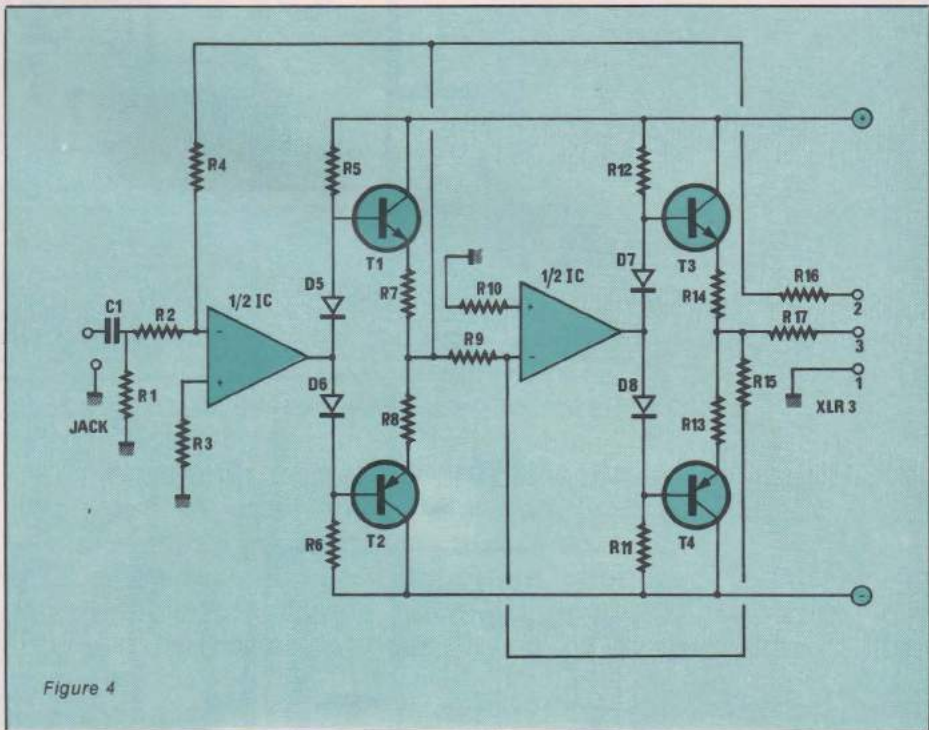 R4
R5
R12
T1
T3
D5
D7
1/2 IC
1/2 IC
R7
R10
R14
R16
2
C1
R2
R9
R17
3
R15
1
XLR 3
JACK
R1
R3
D6
D8
R8
R13
R6
T2
R11
T4
- 
+
+
-
+
-
Figure 4